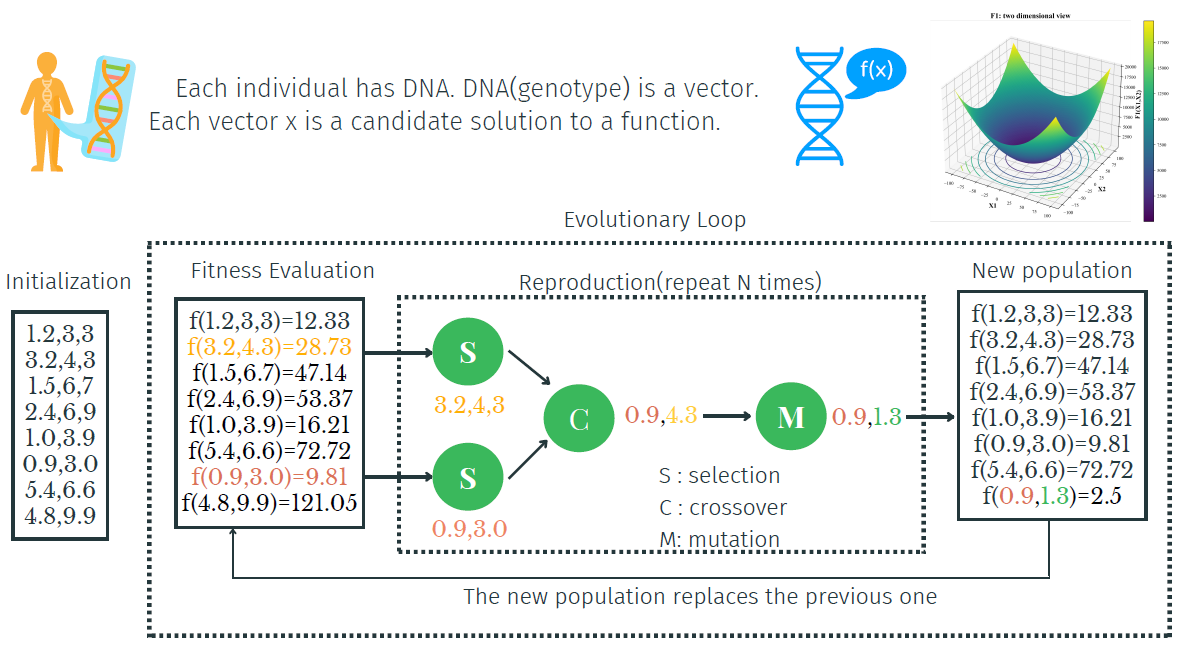 F1: two dimensional view
Each individual has DNA. DNA(genotype) is a vector.
Each vector x is a candidate solution to a function.
f(x)
F1(X1,X2)
X1
X2
Evolutionary Loop
Initialization
1.2,3,3
3.2,4,3
1.5,6,7
2.4,6,9
1.0,3.9
0.9,3.0
5.4,6.6
4.8,9.9
Fitness Evaluation
f(1.2,3,3)=12.33
f(3.2,4.3)=28.73
f(1.5,6.7)=47.14
f(2.4,6.9)=53.37
f(1.0,3.9)=16.21
f(5.4,6.6)=72.72
f(0.9,3.0)=9.81
f(4.8,9.9)=121.05
Reproduction(repeat N times)
S
3.2,4,3
S
0.9,3.0
C
0.9,4.3
M
0.9,1.3
S : selection
C : crossover
M: mutation
New population
f(1.2,3,3)=12.33
f(3.2,4.3)=28.73
f(1.5,6.7)=47.14
f(2.4,6.9)=53.37
f(1.0,3.9)=16.21
f(0.9,3.0)=9.81
f(5.4,6.6)=72.72
f(0.9,1.3)=2.5
The new population replaces the previous one